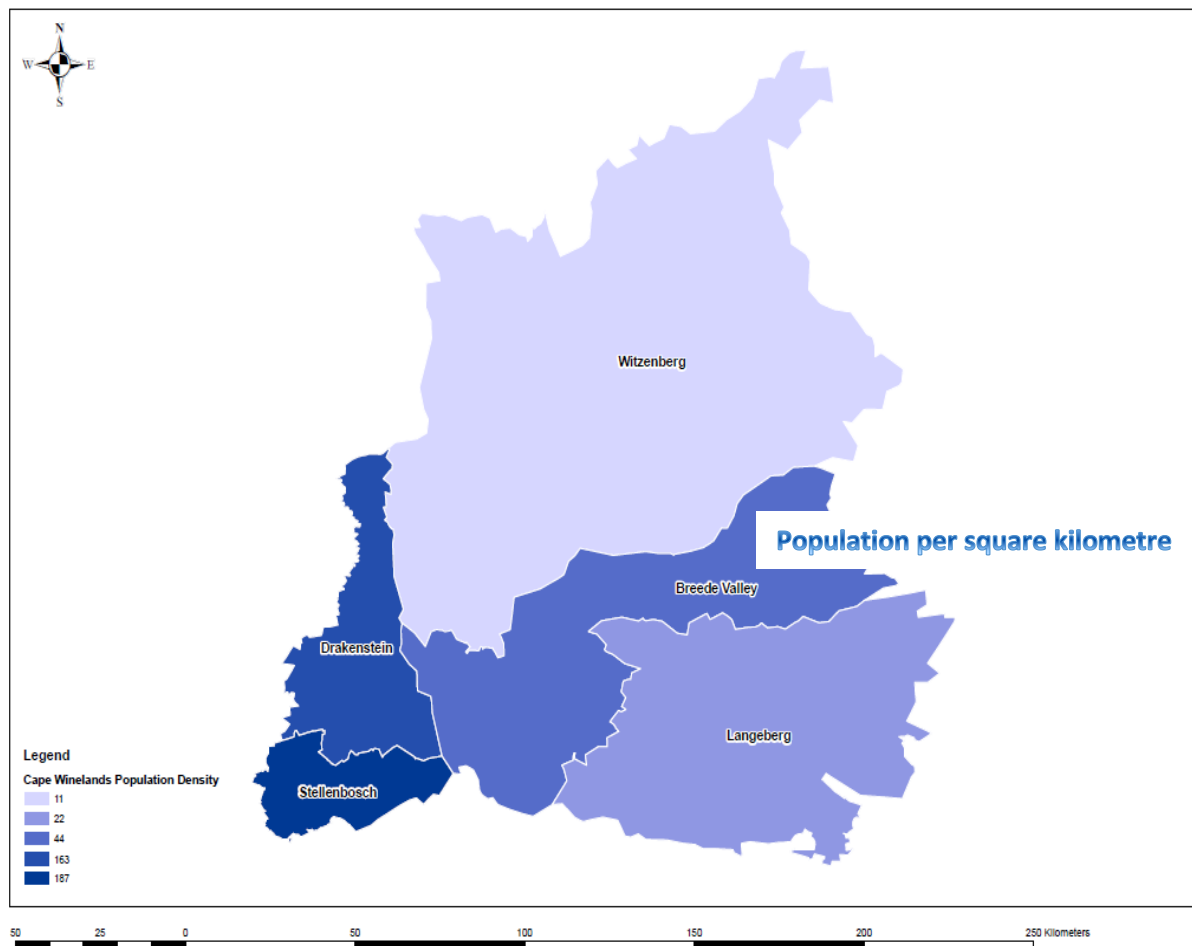 N
W E
S
Witzenberg
Population per square kilometre
Breede Valley
Drakenstein
Langeberg
Stellenbosch
Legend
Cape Winelands Population Density
11
22
44
163
187
50 25 0 50 100 150 200 250 Kilometers